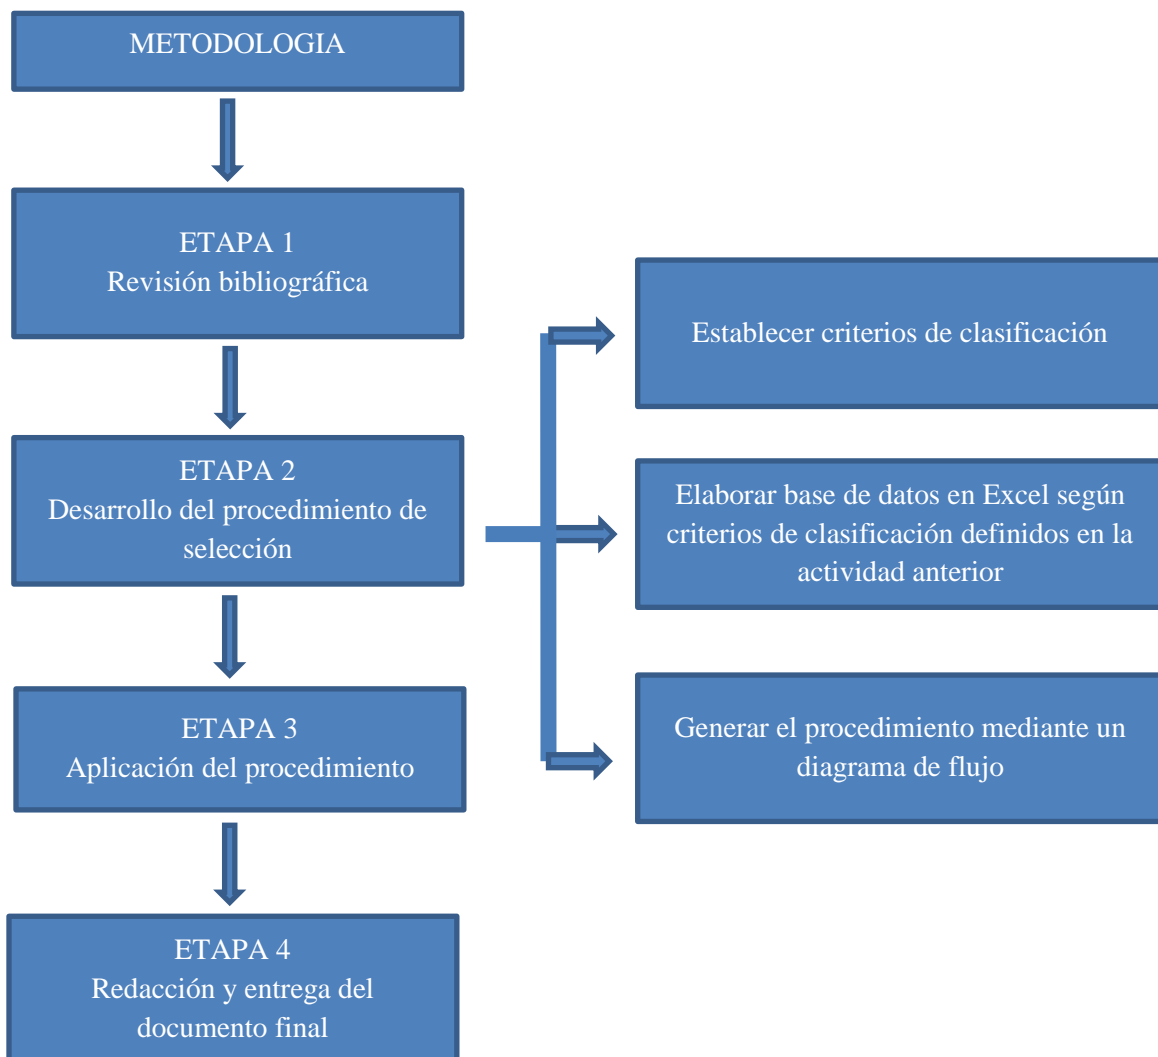 METODOLOGIA
ETAPA 1
Revisión bibliográfica
ETAPA 2
Desarrollo del procedimiento de
selección
Establecer criterios de clasificación
Elaborar base de datos en Excel según
criterios de clasificación definidos en la
actividad anterior
Generar el procedimiento mediante un
diagrama de flujo
ETAPA 3
Aplicación del procedimiento
ETAPA 4
Redacción y entrega del
documento final